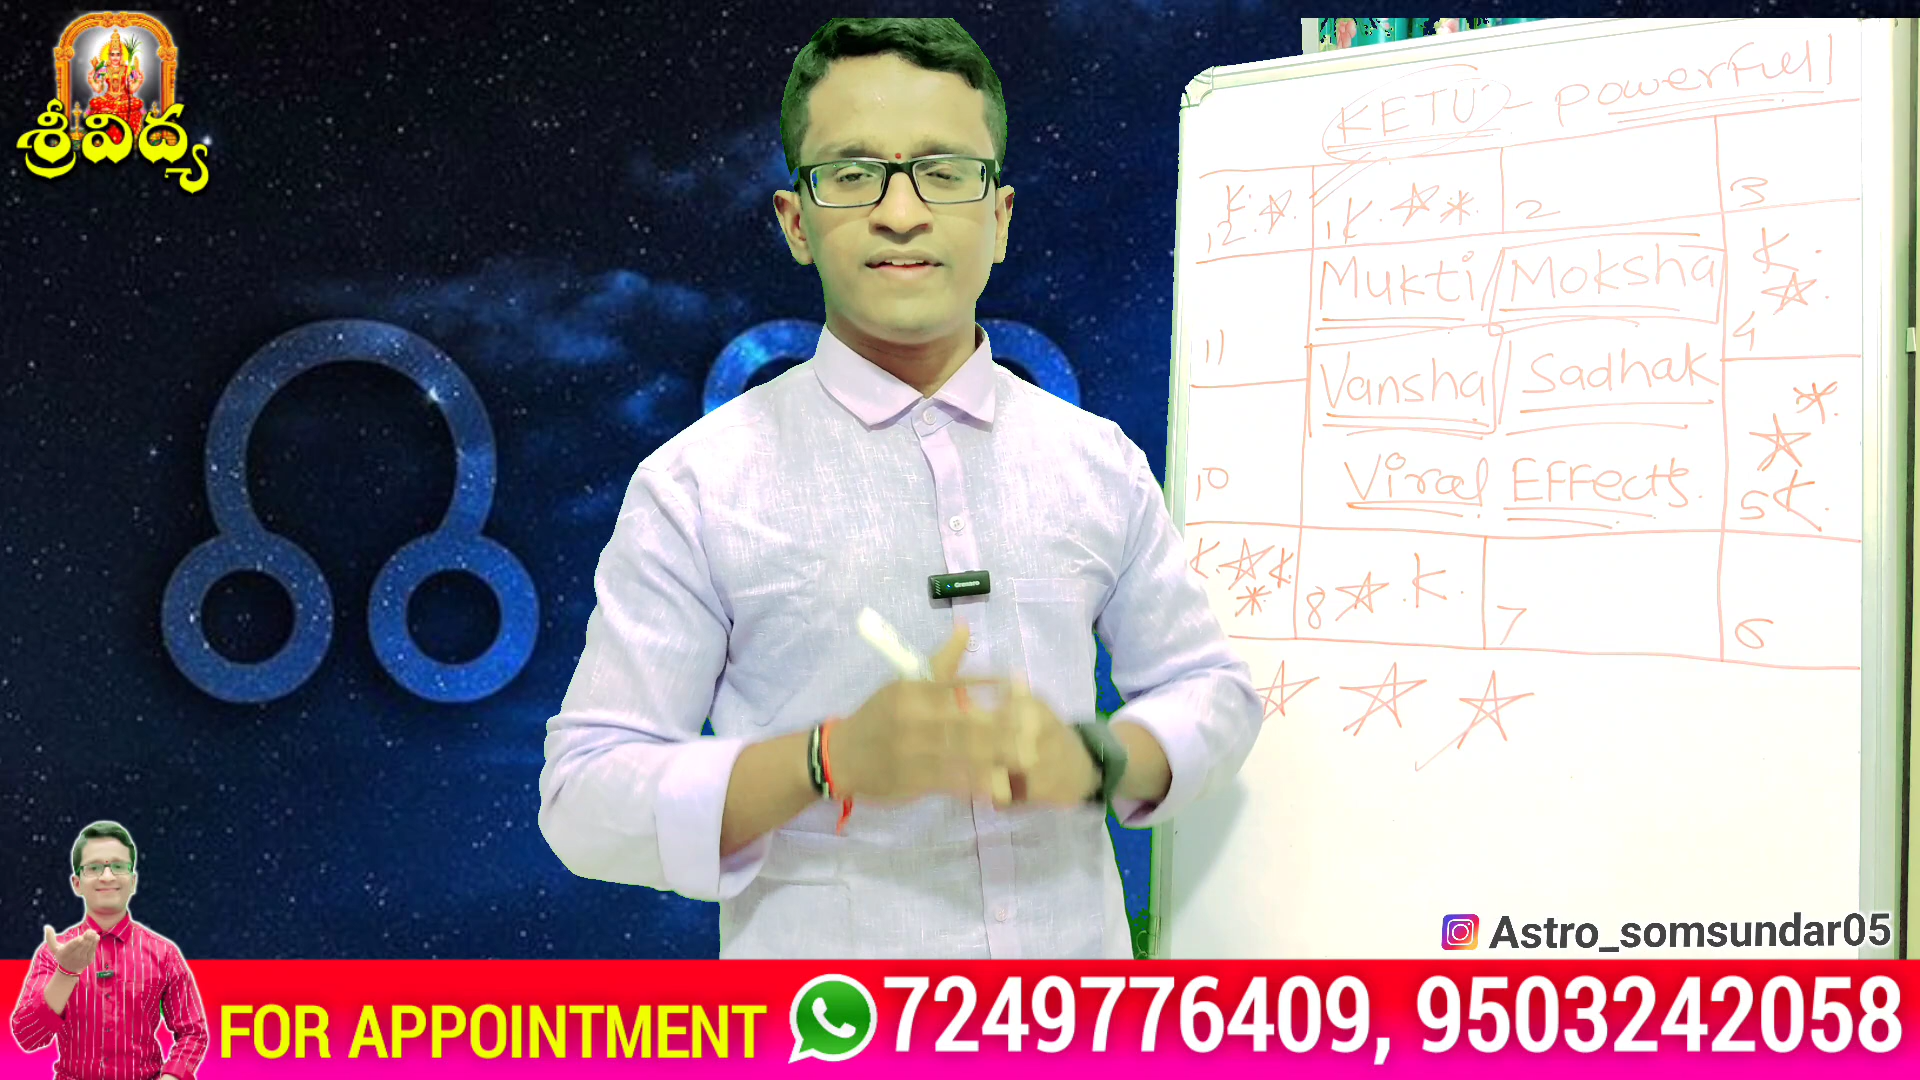 శ్రీవిద్య
KETU - powerfull
K. 12.
1 K.
2
3
Mukti / Moksha
K.
4
11
Vansha / Sadhak
10
Viral Effects.
5 K.
K K
8 K.
7
6
Astro_somsundar05
FOR APPOINTMENT 7249776409, 9503242058